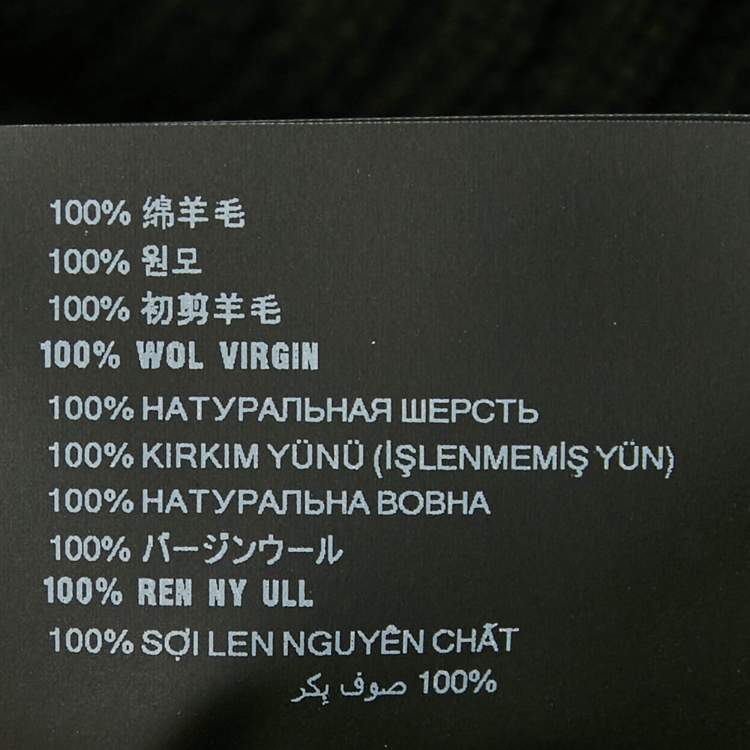 100% 绵羊毛
100% 원모
100% 初剪羊毛
100% WOL VIRGIN
100% НАТУРАЛЬНАЯ ШЕРСТЬ
100% KIRKIM YÜNÜ (İŞLENMEMİŞ YÜN)
100% НАТУРАЛЬНА ВОВНА
100% バージンウール
100% REN NY ULL
100% SỢI LEN NGUYÊN CHẤT
100% صوف بِكر